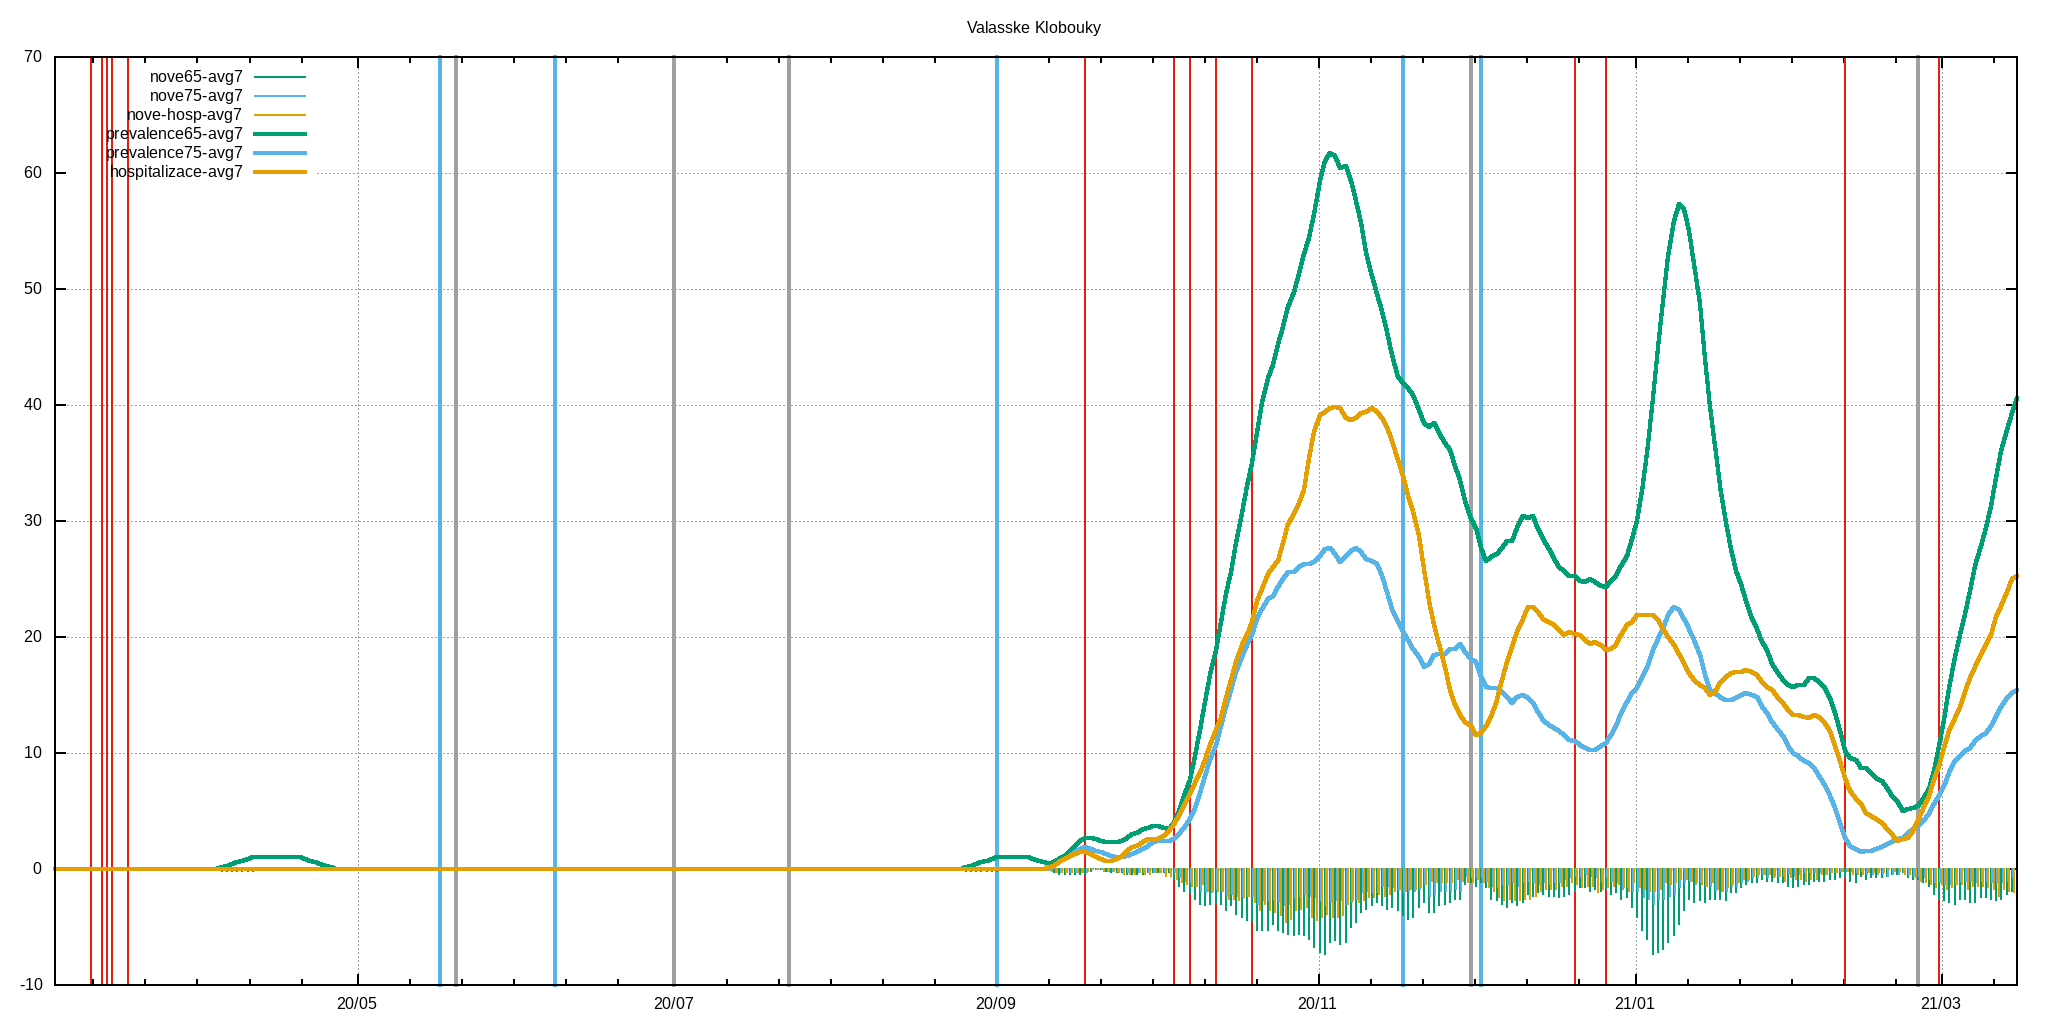 Valasske Klobouky
70
60
50
40
30
20
10
0
-10
nove65-avg7
nove75-avg7
nove-hosp-avg7
prevalence65-avg7
prevalence75-avg7
hospitalizace-avg7
20/05 20/07 20/09 20/11 21/01 21/03